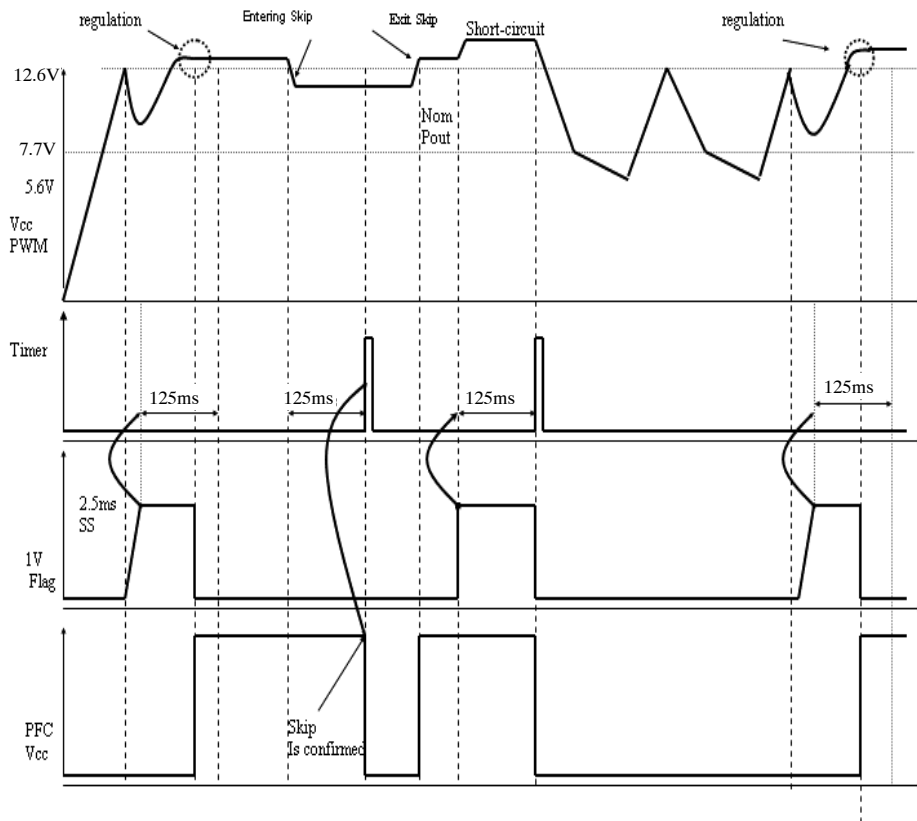 regulation
Entering Skip
Exit Skip
Short-circuit
regulation
12.6V
Nom
Pout
7.7V
5.6V
Vcc
PWM
Timer
125ms
125ms
125ms
125ms
2.5ms
SS
1V
Flag
Skip
Is confirmed
PFC
Vcc